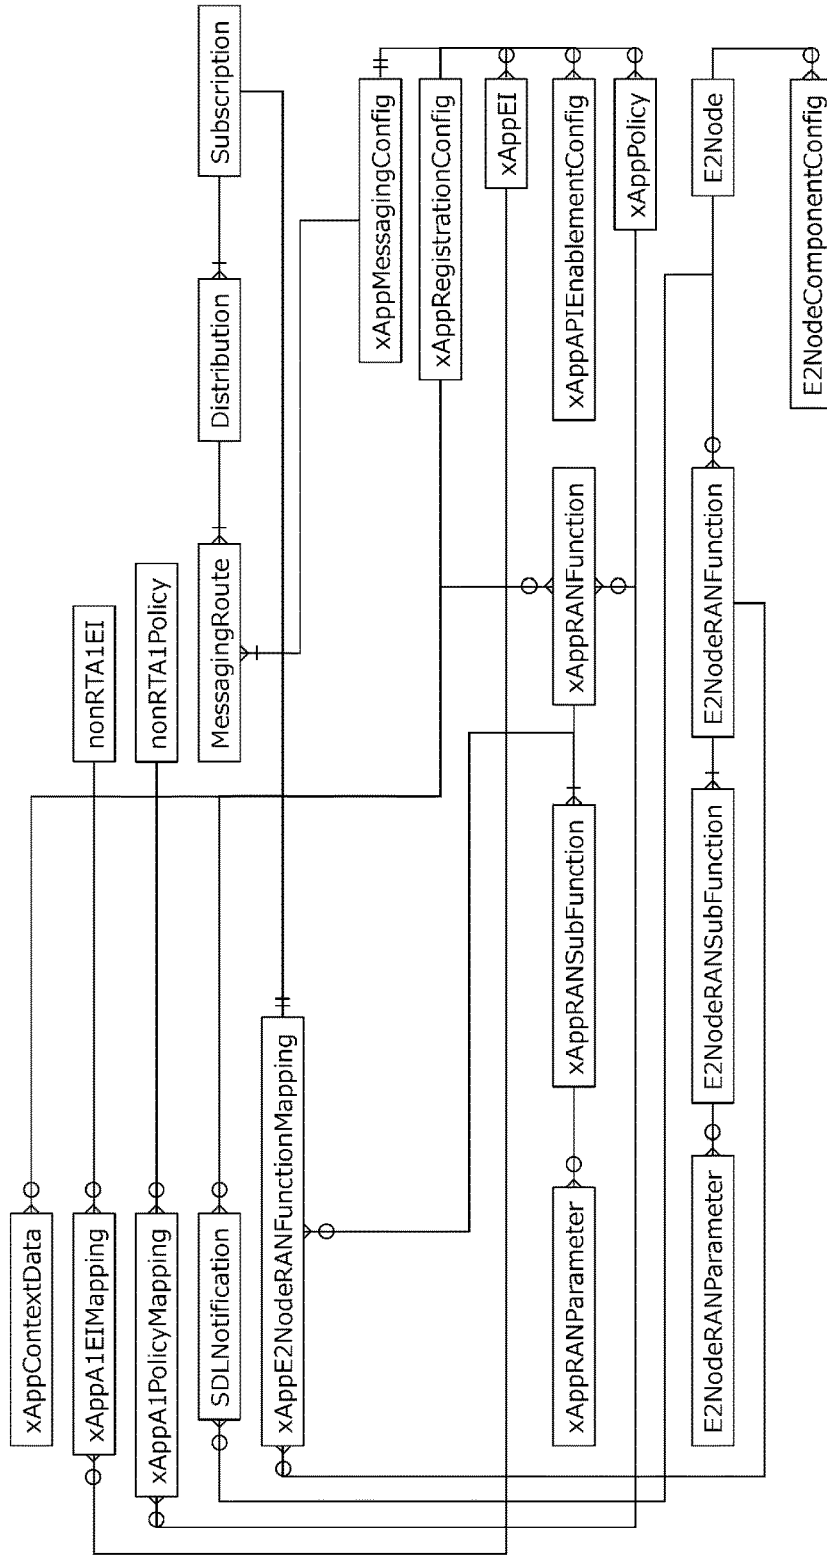 xAppContextData
xAppA1EIMapping
nonRTA1EI
xAppA1PolicyMapping
nonRTA1Policy
SDLNotification
MessagingRoute
Distribution
Subscription
xAppE2NodeRANFunctionMapping
xAppMessagingConfig
xAppRegistrationConfig
xAppEI
xAppRANParameter
xAppRANSubFunction
xAppRANFunction
xAppAPIEnablementConfig
xAppPolicy
E2NodeRANParameter
E2NodeRANSubFunction
E2NodeRANFunction
E2Node
E2NodeComponentConfig